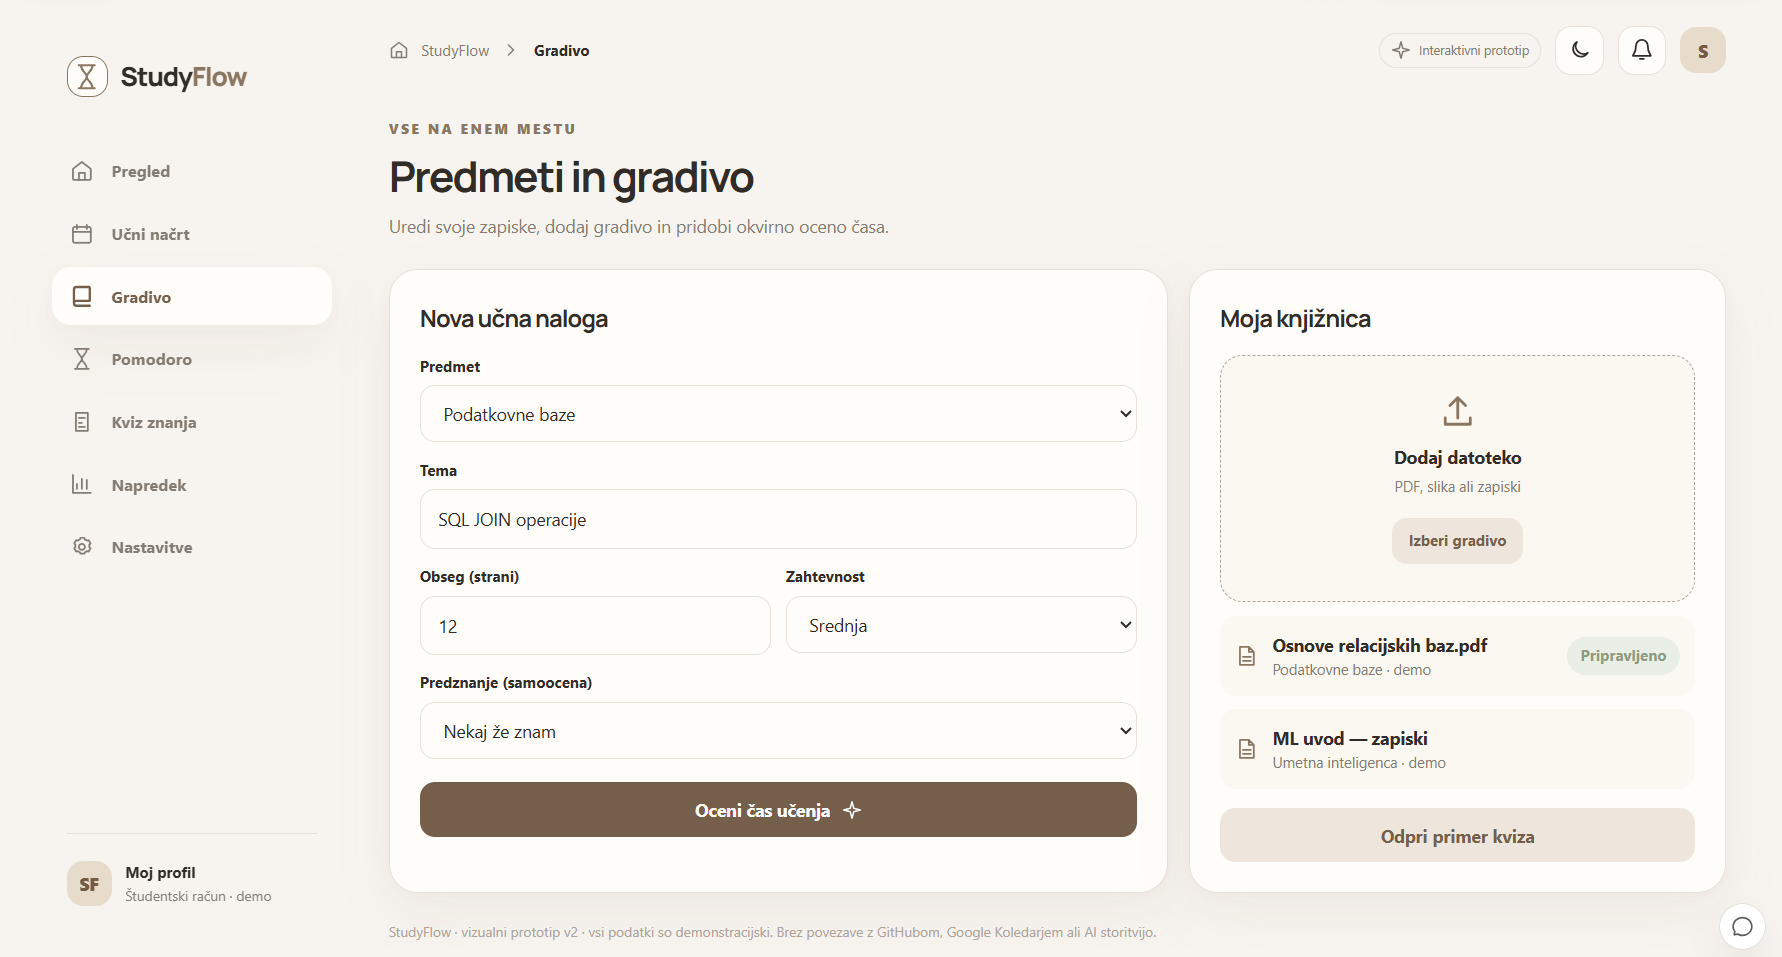 StudyFlow
Pregled
Učni načrt
Gradivo
Pomodoro
Kviz znanja
Napredek
Nastavitve
SF
Moj profil
Študentski račun · demo
StudyFlow > Gradivo
Interaktivni prototip
S
VSE NA ENEM MESTU
Predmeti in gradivo
Uredi svoje zapiske, dodaj gradivo in pridobi okvirno oceno časa.
Nova učna naloga
Predmet
Podatkovne baze
Tema
SQL JOIN operacije
Obseg (strani)
12
Zahtevnost
Srednja
Predznanje (samoocena)
Nekaj že znam
Oceni čas učenja
Moja knjižnica
Dodaj datoteko
PDF, slika ali zapiski
Izberi gradivo
Osnove relacijskih baz.pdf
Podatkovne baze · demo
Pripravljeno
ML uvod — zapiski
Umetna inteligenca · demo
Odpri primer kviza
StudyFlow · vizualni prototip v2 · vsi podatki so demonstracijski. Brez povezave z GitHubom, Google Koledarjem ali AI storitvijo.